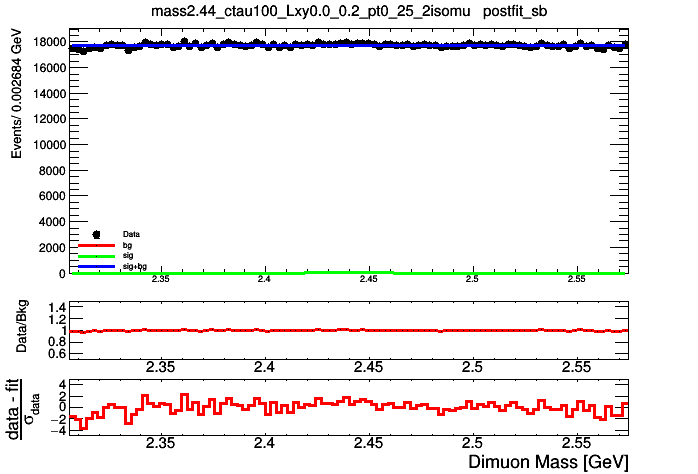 mass2.44_ctau100_Lxy0.0_0.2_pt0_25_2isomu postfit_sb
Events/ 0.002684 GeV
18000
16000
14000
12000
10000
8000
6000
4000
2000
0
Data
bg
sig
sig+bg
2.35 2.4 2.45 2.5 2.55
Data/Bkg
1.4
1.2
1
0.8
0.6
2.35 2.4 2.45 2.5 2.55
data - fit
σdata
4
2
0
−2
−4
2.35 2.4 2.45 2.5 2.55
Dimuon Mass [GeV]